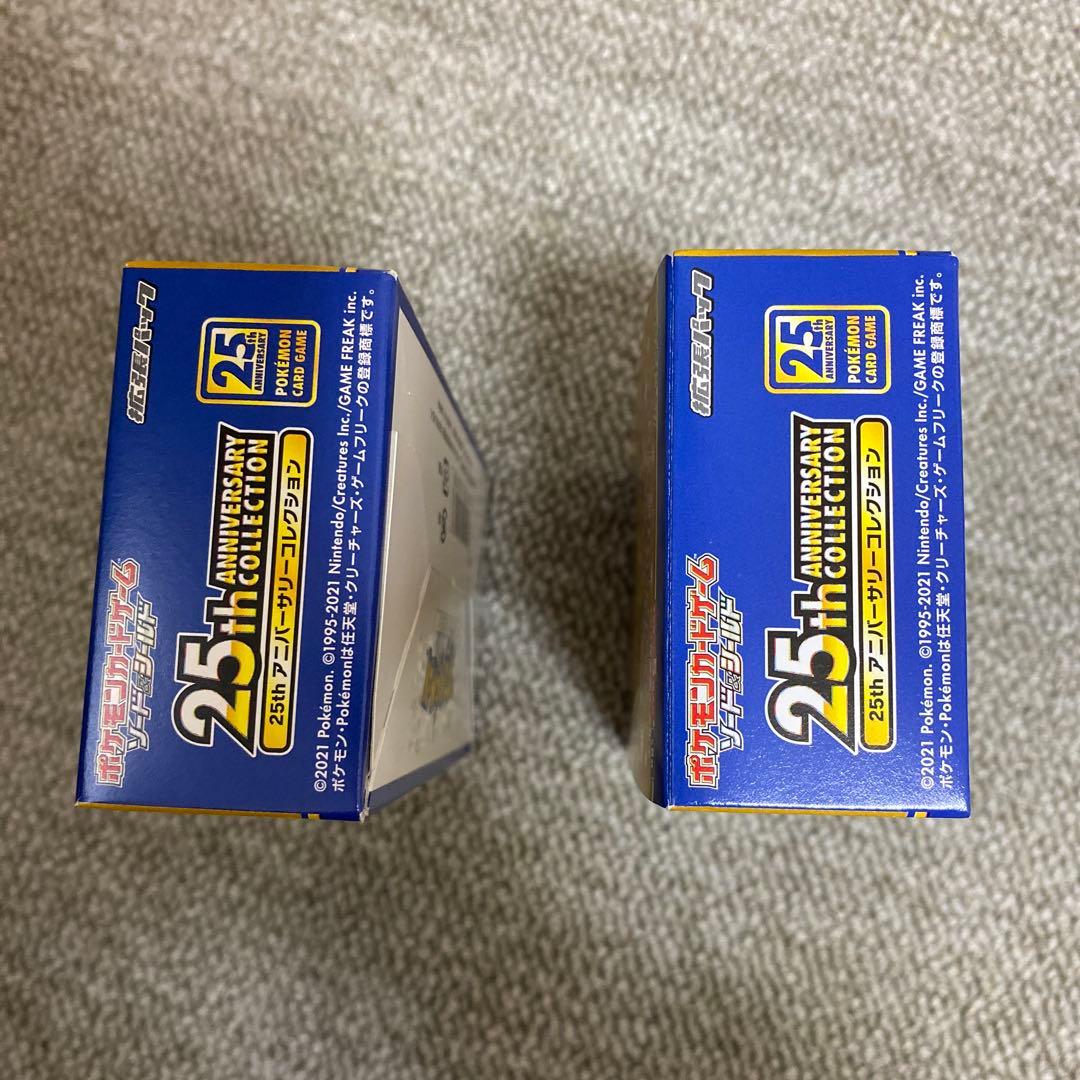 ポケモンカードゲーム
ソード&シールド
拡張パック
25th ANNIVERSARY
COLLECTION
25th アニバーサリーコレクション
25th
ANNIVERSARY
POKÉMON
CARD GAME
©2021 Pokémon. ©1995-2021 Nintendo/Creatures Inc./GAME FREAK inc.
ポケモン・Pokémonは任天堂・クリーチャーズ・ゲームフリークの登録商標です。
ポケモンカードゲーム
ソード&シールド
拡張パック
25th ANNIVERSARY
COLLECTION
25th アニバーサリーコレクション
25th
ANNIVERSARY
POKÉMON
CARD GAME
©2021 Pokémon. ©1995-2021 Nintendo/Creatures Inc./GAME FREAK inc.
ポケモン・Pokémonは任天堂・クリーチャーズ・ゲームフリークの登録商標です。